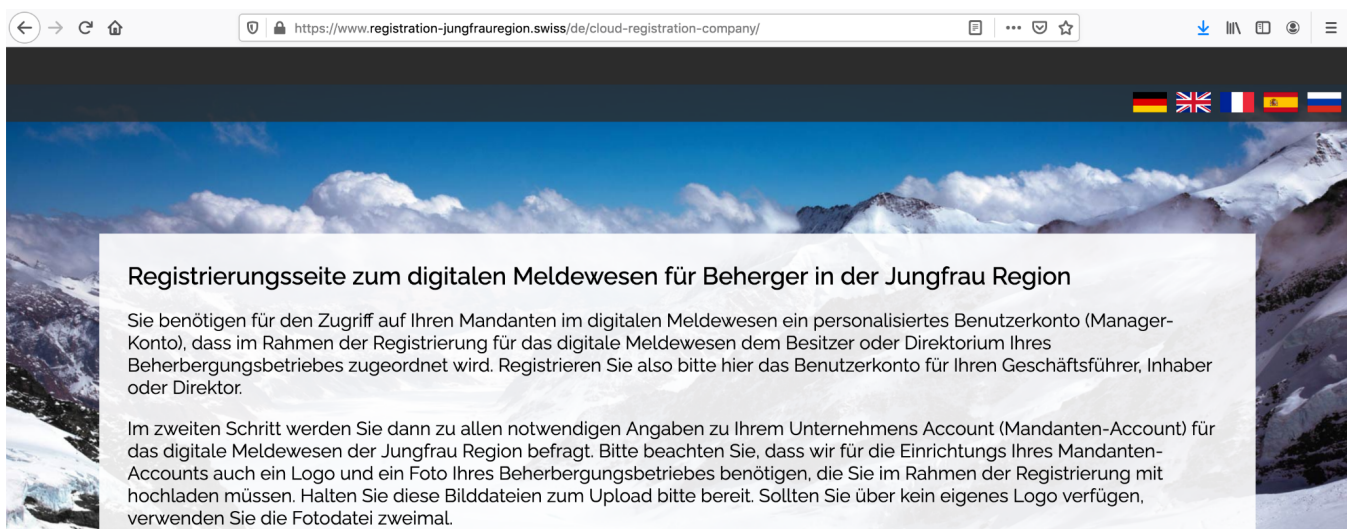 https://www.registration-jungfrauregion.swiss/de/cloud-registration-company/
Registrierungsseite zum digitalen Meldewesen für Beherger in der Jungfrau Region
Sie benötigen für den Zugriff auf Ihren Mandanten im digitalen Meldewesen ein personalisiertes Benutzerkonto (Manager-
Konto), dass im Rahmen der Registrierung für das digitale Meldewesen dem Besitzer oder Direktorium Ihres
Beherbergungsbetriebes zugeordnet wird. Registrieren Sie also bitte hier das Benutzerkonto für Ihren Geschäftsführer, Inhaber
oder Direktor.
Im zweiten Schritt werden Sie dann zu allen notwendigen Angaben zu Ihrem Unternehmens Account (Mandanten-Account) für
das digitale Meldewesen der Jungfrau Region befragt. Bitte beachten Sie, dass wir für die Einrichtungs Ihres Mandanten-
Accounts auch ein Logo und ein Foto Ihres Beherbergungsbetriebes benötigen, die Sie im Rahmen der Registrierung mit
hochladen müssen. Halten Sie diese Bilddateien zum Upload bitte bereit. Sollten Sie über kein eigenes Logo verfügen,
verwenden Sie die Fotodatei zweimal.